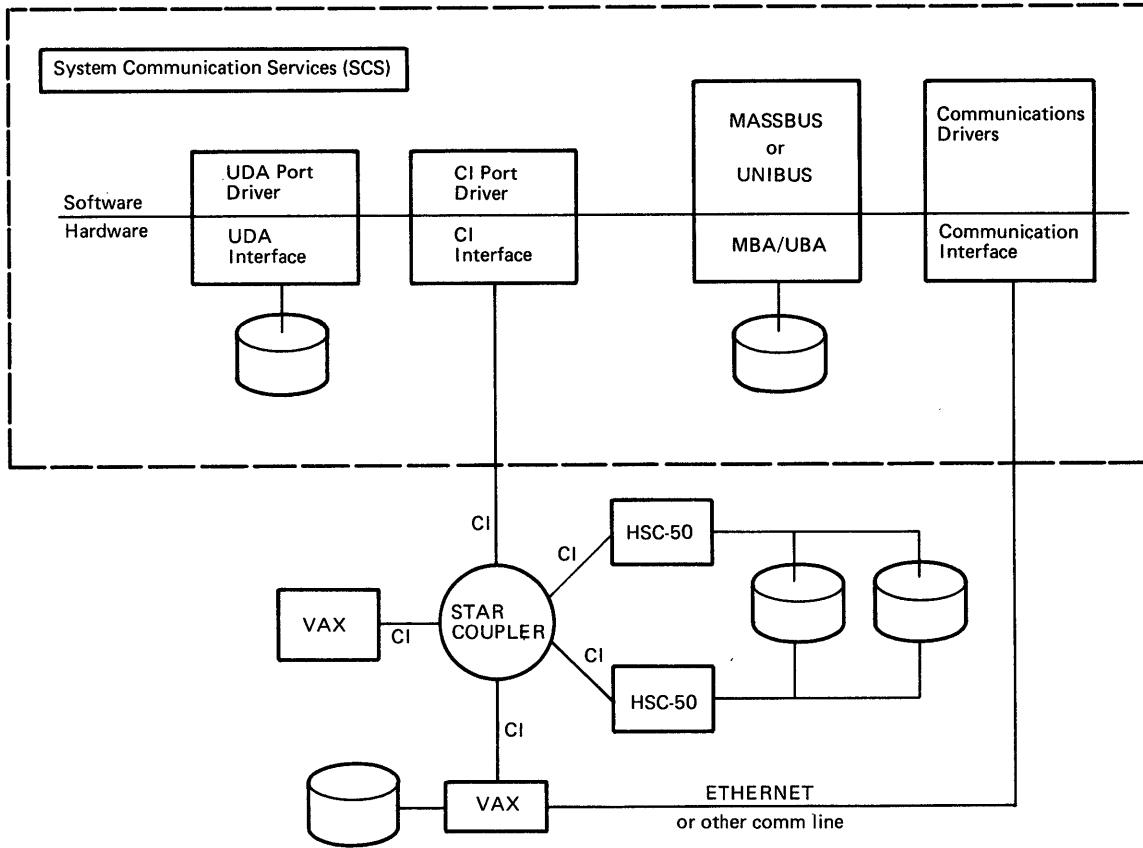 System Communication Services (SCS)
MASSBUS
or
UNIBUS
Communications
Drivers
UDA Port
Driver
CI Port
Driver
Software
Hardware
UDA
Interface
CI
Interface
MBA/UBA
Communication
Interface
CI
HSC-50
CI
VAX
CI
STAR
COUPLER
CI
HSC-50
CI
VAX
ETHERNET
or other comm line